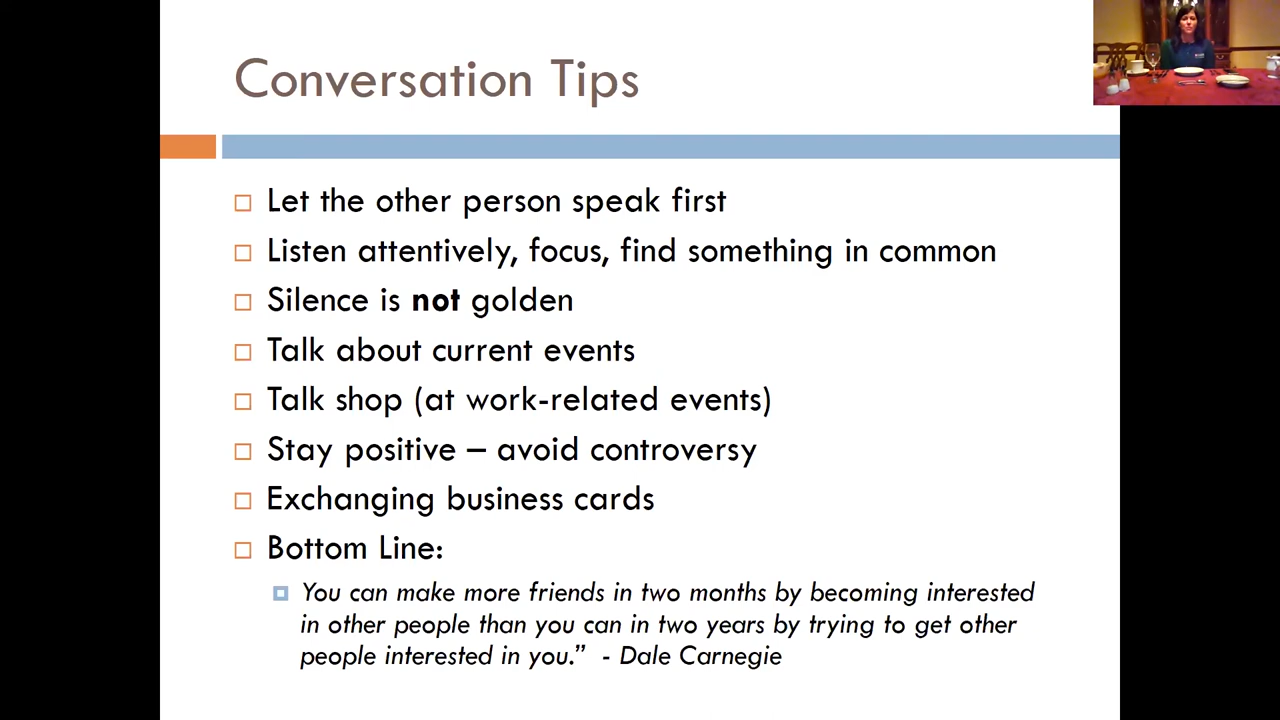 Conversation Tips
Let the other person speak first
Listen attentively, focus, find something in common
Silence is not golden
Talk about current events
Talk shop (at work-related events)
Stay positive – avoid controversy
Exchanging business cards
Bottom Line:
You can make more friends in two months by becoming interested
in other people than you can in two years by trying to get other
people interested in you.” - Dale Carnegie